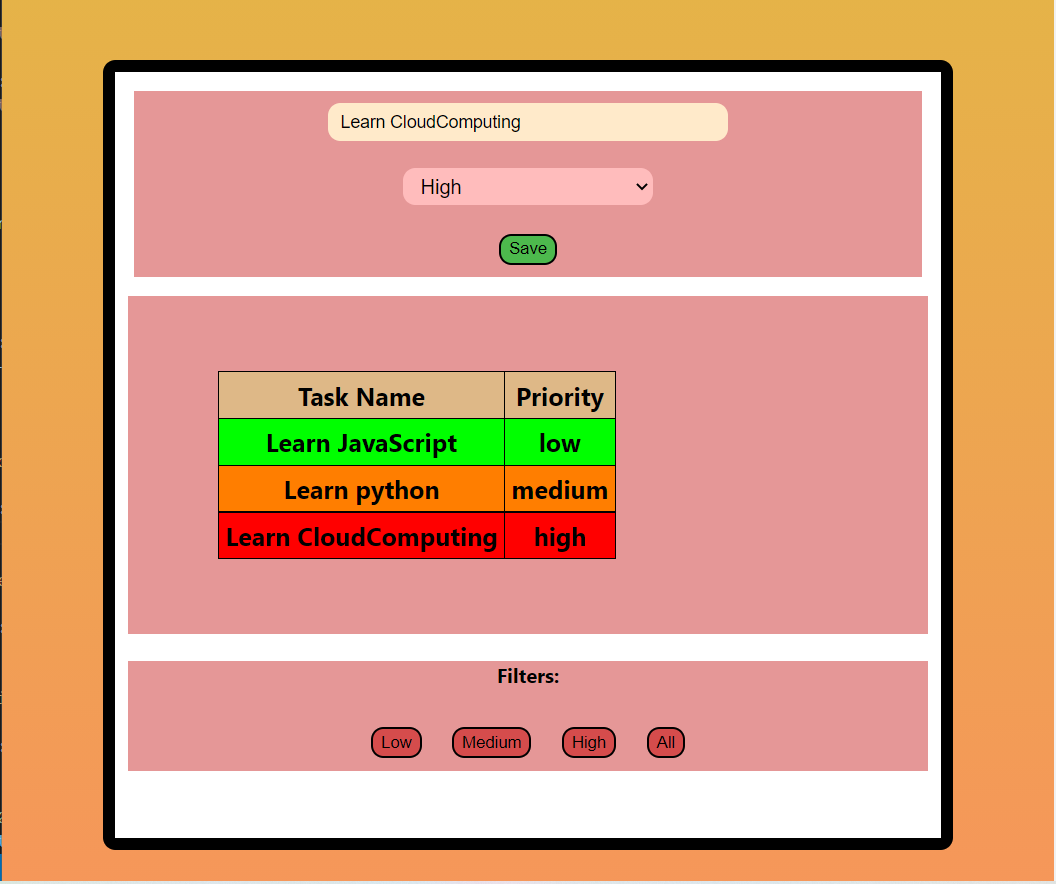 Learn CloudComputing
High
Save
Task Name Priority
Learn JavaScript low
Learn python medium
Learn CloudComputing high
Filters:
Low Medium High All